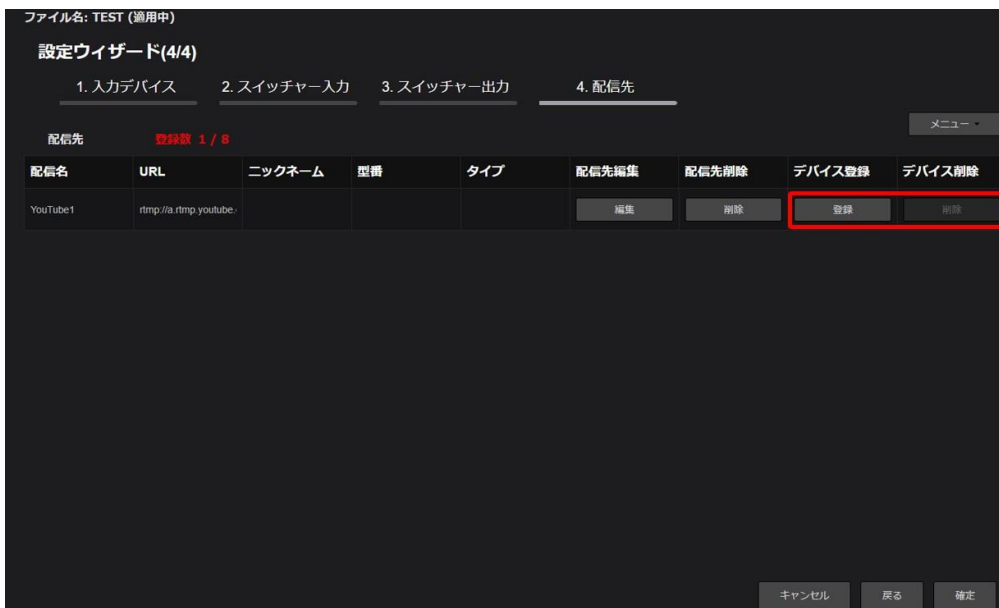 ファイル名: TEST (適用中)
設定ウィザード(4/4)
1. 入力デバイス 2. スイッチャー入力 3. スイッチャー出力 4. 配信先
メニュー
配信先 登録数 1 / 8
配信名 URL ニックネーム 型番 タイプ 配信先編集 配信先削除 デバイス登録 デバイス削除
YouTube1 rtmp://a.rtmp.youtube. 編集 削除 登録 削除
キャンセル 戻る 確定